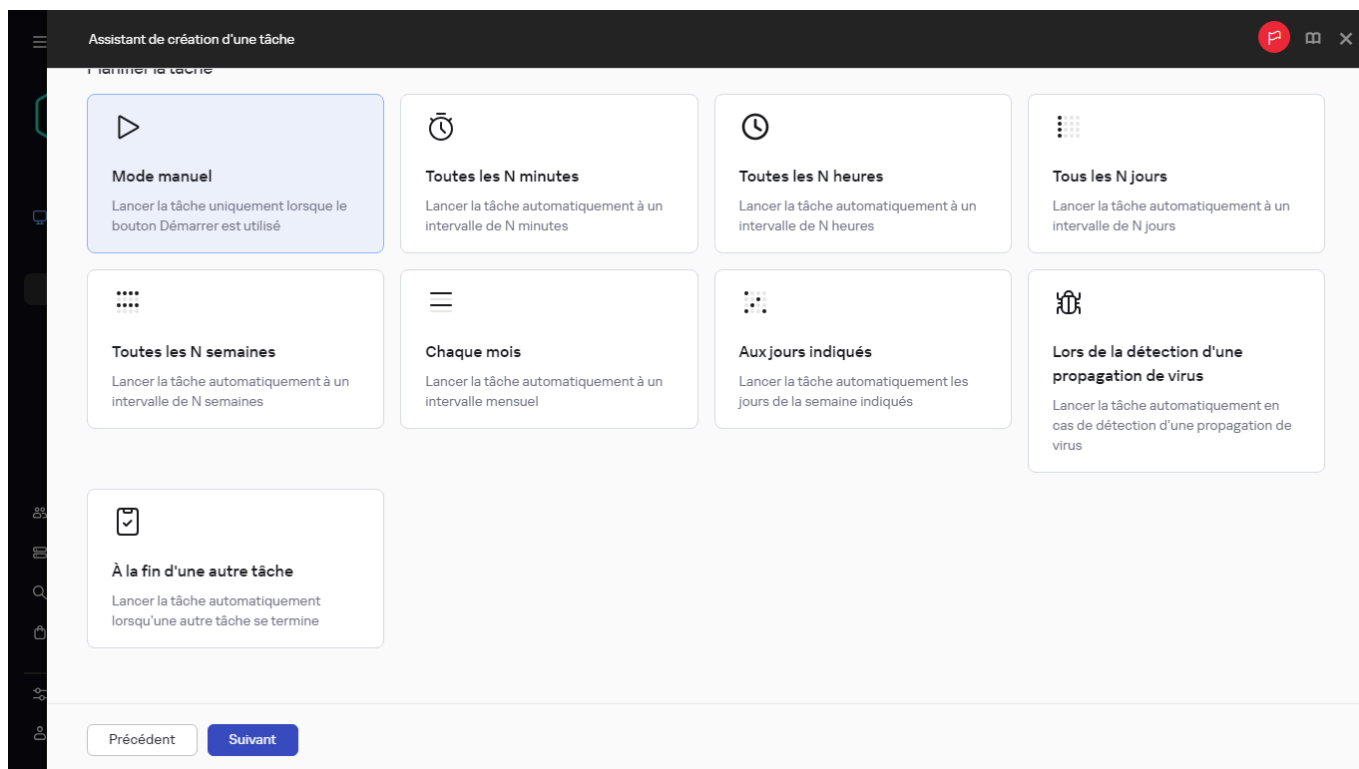 Assistant de création d'une tâche
Planifier la tâche
Mode manuel
Lancer la tâche uniquement lorsque le
bouton Démarrer est utilisé
Toutes les N minutes
Lancer la tâche automatiquement à un
intervalle de N minutes
Toutes les N heures
Lancer la tâche automatiquement à un
intervalle de N heures
Tous les N jours
Lancer la tâche automatiquement à un
intervalle de N jours
Toutes les N semaines
Lancer la tâche automatiquement à un
intervalle de N semaines
Chaque mois
Lancer la tâche automatiquement à un
intervalle mensuel
Aux jours indiqués
Lancer la tâche automatiquement les
jours de la semaine indiqués
Lors de la détection d'une
propagation de virus
Lancer la tâche automatiquement en
cas de détection d'une propagation de
virus
À la fin d'une autre tâche
Lancer la tâche automatiquement
lorsqu'une autre tâche se termine
Précédent
Suivant